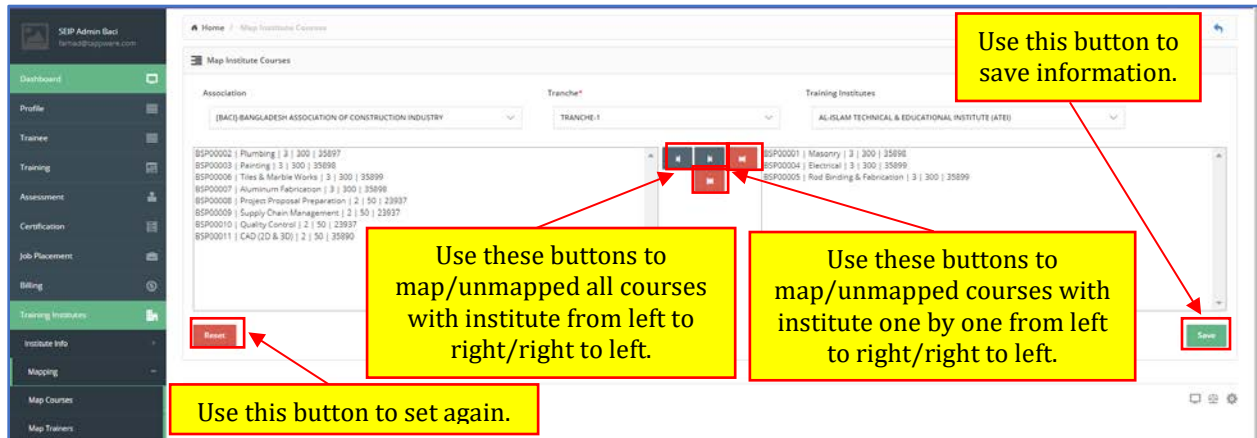 SEIP Admin Baci
farhad@tappware.com
Dashboard
Profile
Trainee
Training
Assessment
Certification
Job Placement
Billing
Training Institutes
Institute Info
Mapping
Map Courses
Map Trainers
Home / Map Institute Courses
Map Institute Courses
Association
Tranche*
Training Institutes
[BACI]-BANGLADESH ASSOCIATION OF CONSTRUCTION INDUSTRY
TRANCHE-1
AL-ISLAM TECHNICAL & EDUCATIONAL INSTITUTE (ATEI)
BSP00002 | Plumbing | 3 | 300 | 35897
BSP00003 | Painting | 3 | 300 | 35898
BSP00006 | Tiles & Marble Works | 3 | 300 | 35899
BSP00007 | Aluminum Fabrication | 3 | 300 | 35898
BSP00008 | Project Proposal Preparation | 2 | 50 | 23937
BSP00009 | Supply Chain Management | 2 | 50 | 23937
BSP00010 | Quality Control | 2 | 50 | 23937
BSP00011 | CAD (2D & 3D) | 2 | 50 | 35890
BSP00001 | Masonry | 3 | 300 | 35898
BSP00004 | Electrical | 3 | 300 | 35899
BSP00005 | Rod Binding & Fabrication | 3 | 300 | 35899
Reset
Save
Use this button to
save information.
Use these buttons to
map/unmapped all courses
with institute from left to
right/right to left.
Use these buttons to
map/unmapped courses with
institute one by one from left
to right/right to left.
Use this button to set again.